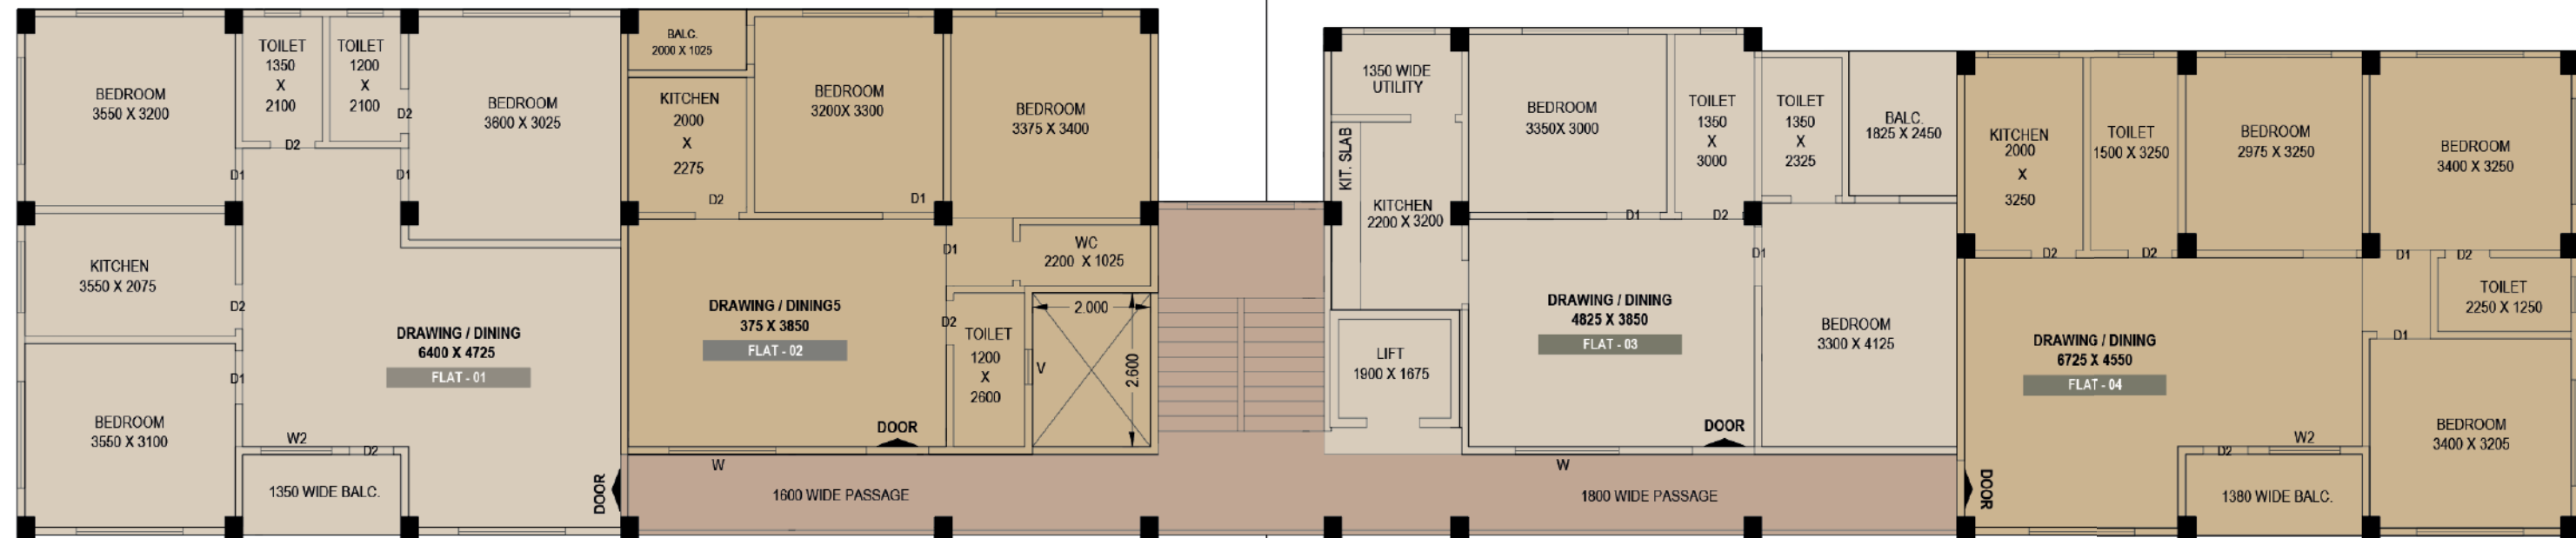 BEDROOM
3550 X 3200
TOILET
1350
X
2100
TOILET
1200
X
2100
D2
D2
D1
D1
BEDROOM
3600 X 3025
KITCHEN
3550 X 2075
D2
D1
DRAWING / DINING
6400 X 4725
FLAT - 01
BEDROOM
3550 X 3100
W2
D2
1350 WIDE BALC.
DOOR
BALC.
2000 X 1025
KITCHEN
2000
X
2275
D2
BEDROOM
3200X 3300
D1
BEDROOM
3375 X 3400
D1
WC
2200 X 1025
DRAWING / DINING5
375 X 3850
FLAT - 02
D2
TOILET
1200
X
2600
V
2.000
2.600
DOOR
W
1600 WIDE PASSAGE
1350 WIDE
UTILITY
KIT. SLAB
KITCHEN
2200 X 3200
LIFT
1900 X 1675
BEDROOM
3350X 3000
D1
TOILET
1350
X
3000
D2
TOILET
1350
X
2325
BALC.
1825 X 2450
D1
DRAWING / DINING
4825 X 3850
FLAT - 03
BEDROOM
3300 X 4125
DOOR
W
1800 WIDE PASSAGE
KITCHEN
2000
X
3250
D2
TOILET
1500 X 3250
D2
BEDROOM
2975 X 3250
BEDROOM
3400 X 3250
D1
D2
TOILET
2250 X 1250
D1
DRAWING / DINING
6725 X 4550
FLAT - 04
BEDROOM
3400 X 3205
W2
D2
1380 WIDE BALC.
DOOR